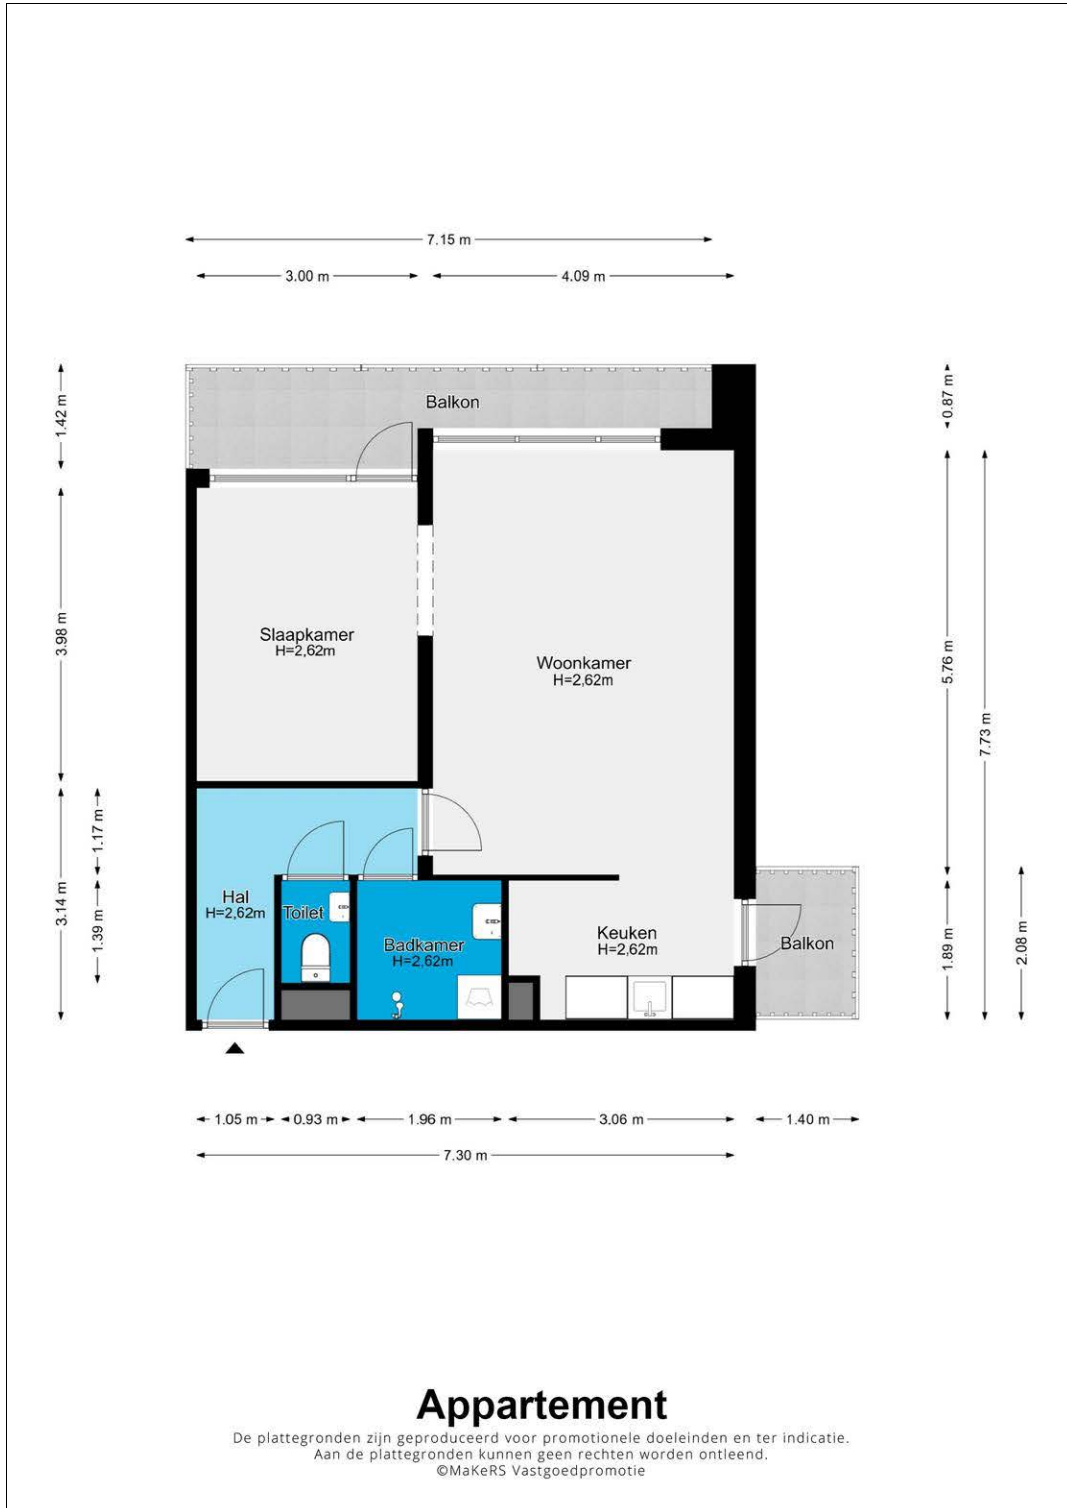 7.15 m
3.00 m
4.09 m
1.42 m
0.87 m
Balkon
3.98 m
Slaapkamer
H=2,62m
Woonkamer
H=2,62m
5.76 m
7.73 m
1.17 m
3.14 m
1.39 m
Hal
H=2,62m
Toilet
Badkamer
H=2,62m
Keuken
H=2,62m
Balkon
1.89 m
2.08 m
1.05 m
0.93 m
1.96 m
3.06 m
1.40 m
7.30 m
Appartement
De plattegronden zijn geproduceerd voor promotionele doeleinden en ter indicatie.
Aan de plattegronden kunnen geen rechten worden ontleend.
©MaKeRS Vastgoedpromotie